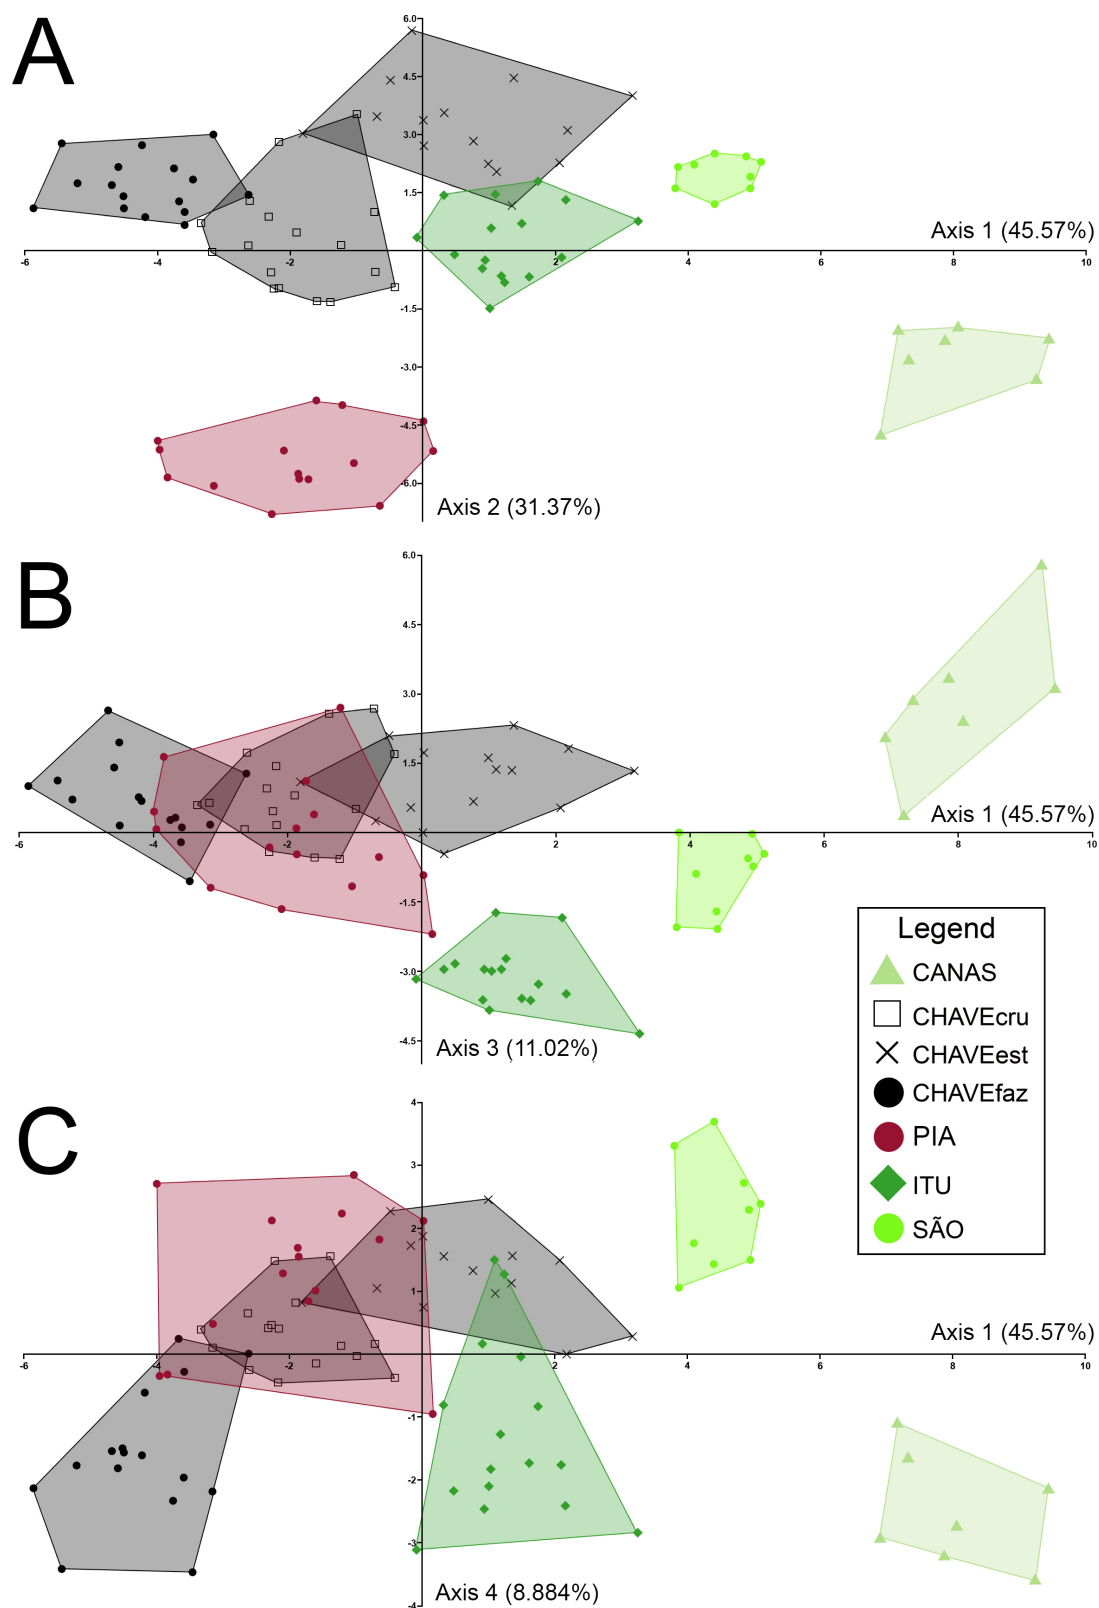 A
6.0
4.5
3.0
1.5
Axis 1 (45.57%)
-6 -4 -2 2 4 6 8 10
-1.5
-3.0
-4.5
-6.0
Axis 2 (31.37%)
B
6.0
4.5
3.0
1.5
Axis 1 (45.57%)
-6 -4 -2 2 4 6 8 10
-1.5
-3.0
-4.5
Axis 3 (11.02%)
Legend
CANAS
CHAVEcru
CHAVEest
CHAVEfaz
PIA
ITU
SÃO
C
4
3
2
1
Axis 1 (45.57%)
-6 -4 -2 2 4 6 8 10
-1
-2
-3
-4
Axis 4 (8.884%)